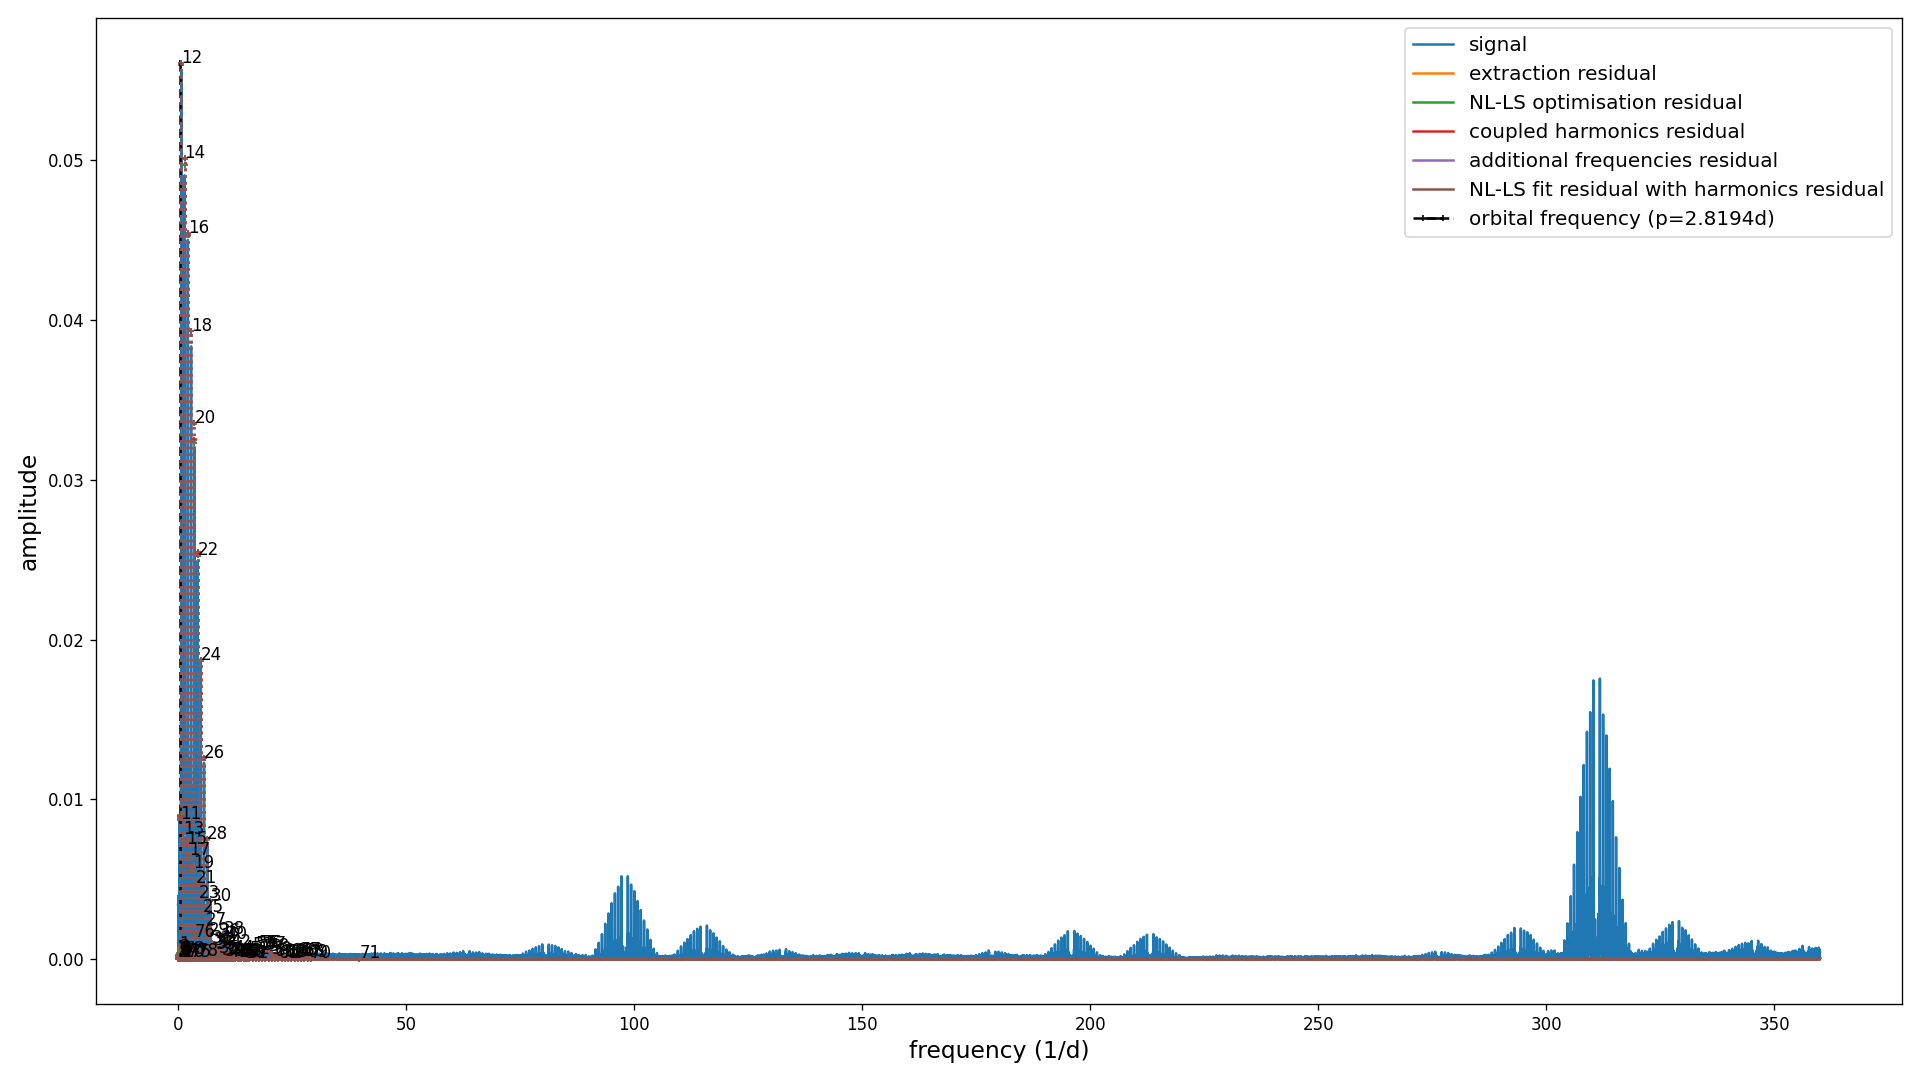 signal
extraction residual
NL-LS optimisation residual
coupled harmonics residual
additional frequencies residual
NL-LS fit residual with harmonics residual
orbital frequency (p=2.8194d)
12
14
16
18
20
22
24
26
11
13
28
15
17
19
21
23
30
25
27
71
0.05
0.04
0.03
0.02
0.01
0.00
amplitude
0 50 100 150 200 250 300 350
frequency (1/d)